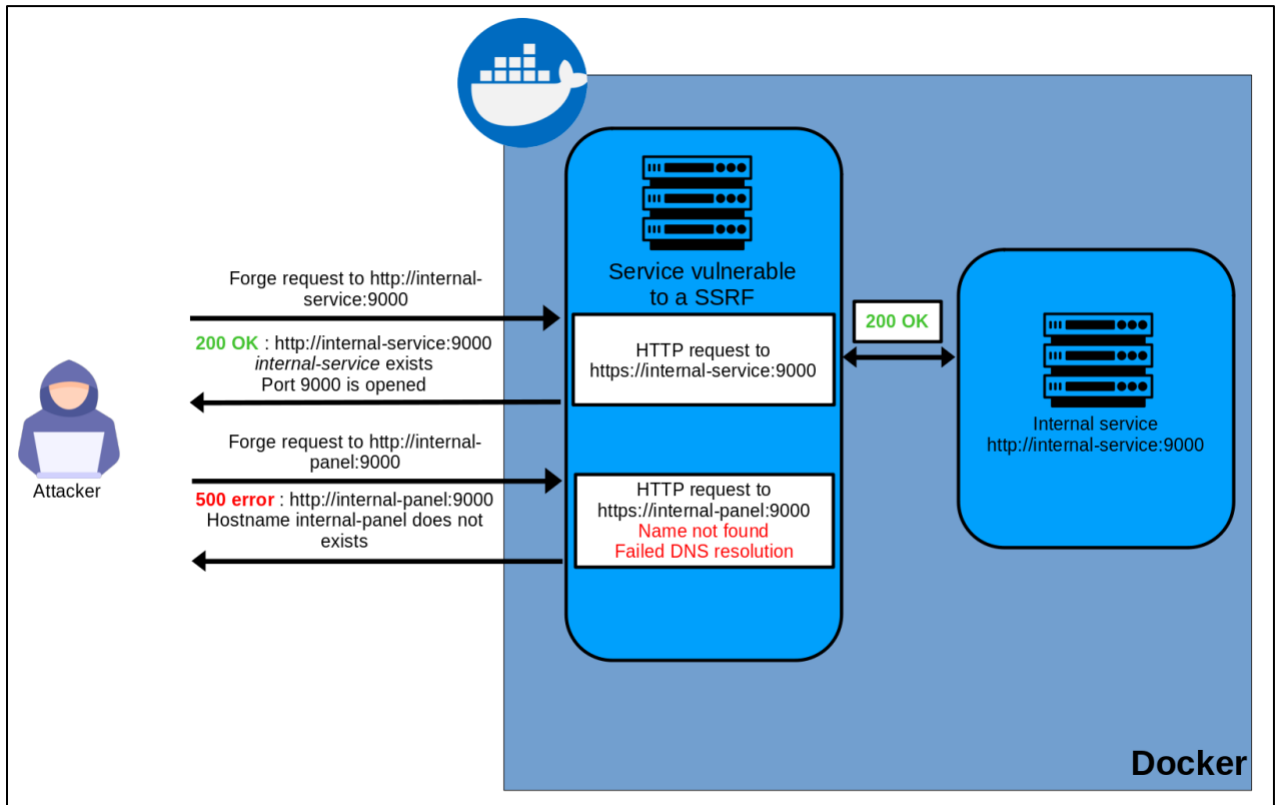 Forge request to http://internal-
service:9000
200 OK : http://internal-service:9000
internal-service exists
Port 9000 is opened
Forge request to http://internal-
panel:9000
500 error : http://internal-panel:9000
Hostname internal-panel does not
exists
Attacker
Service vulnerable
to a SSRF
HTTP request to
https://internal-service:9000
HTTP request to
https://internal-panel:9000
Name not found
Failed DNS resolution
200 OK
Internal service
http://internal-service:9000
Docker